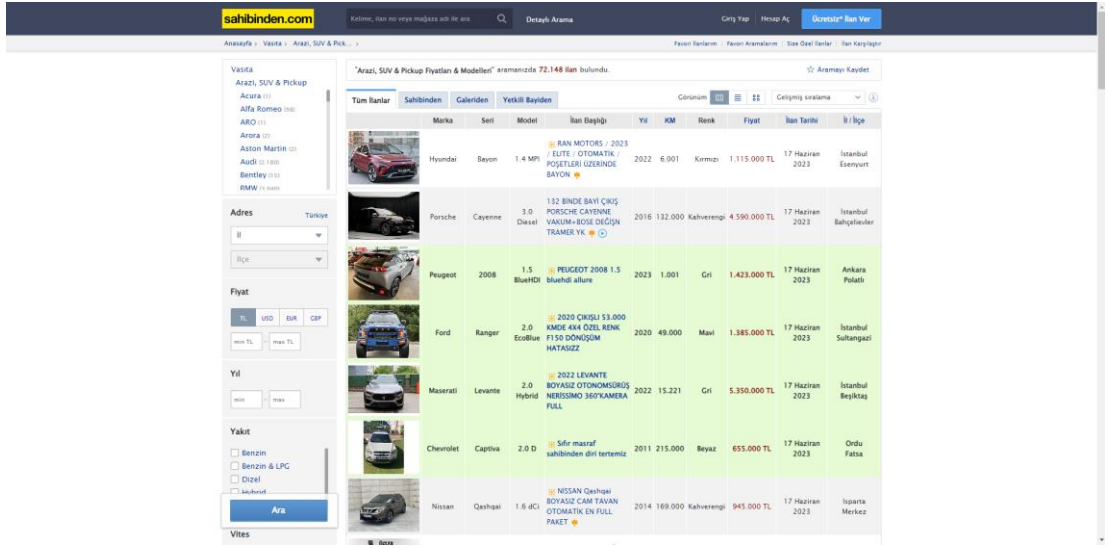 sahibinden.com
Kelime, ilan no veya mağaza adı ile ara
Detaylı Arama
Giriş Yap
Hesap Aç
Ücretsiz* İlan Ver
Anasayfa › Vasıta › Arazi, SUV & Pick... ›
Favori İlanlarım
Favori Aramalarım
Size Özel İlanlar
İlan Karşılaştır
Vasıta
Arazi, SUV & Pickup
Acura (1)
Alfa Romeo
ARO (1)
Arora (2)
Aston Martin (2)
Audi
Bentley
BMW
Adres
Türkiye
İl
İlçe
Fiyat
TL USD EUR GBP
min TL - max TL
Yıl
min - max
Yakıt
Benzin
Benzin & LPG
Dizel
Hybrid
Ara
Vites
"Arazi, SUV & Pickup Fiyatları & Modelleri" aramanızda 72.148 ilan bulundu.
Aramayı Kaydet
Tüm İlanlar Sahibinden Galeriden Yetkili Bayiden
Görünüm
Gelişmiş sıralama
Marka Seri Model İlan Başlığı Yıl KM Renk Fiyat İlan Tarihi İl / İlçe
Hyundai Bayon 1.4 MPI
RAN MOTORS / 2023
/ ELITE / OTOMATİK /
POŞETLERİ ÜZERİNDE
BAYON
2022 6.001 Kırmızı 1.115.000 TL
17 Haziran
2023
İstanbul
Esenyurt
Porsche Cayenne
3.0
Diesel
132 BİNDE BAYİ ÇIKIŞ
PORSCHE CAYENNE
VAKUM+BOSE DEĞİŞN
TRAMER YK
2016 132.000 Kahverengi 4.590.000 TL
17 Haziran
2023
İstanbul
Bahçelievler
Peugeot 2008
1.5
BlueHDI
PEUGEOT 2008 1.5
bluehdi allure
2023 1.001 Gri 1.423.000 TL
17 Haziran
2023
Ankara
Polatlı
Ford Ranger
2.0
EcoBlue
2020 ÇIKIŞLI 53.000
KMDE 4X4 ÖZEL RENK
F150 DÖNÜŞÜM
HATASIZZ
2020 49.000 Mavi 1.385.000 TL
17 Haziran
2023
İstanbul
Sultangazi
Maserati Levante
2.0
Hybrid
2022 LEVANTE
BOYASIZ OTONOMSÜRÜŞ
NERİSSİMO 360°KAMERA
FULL
2022 15.221 Gri 5.350.000 TL
17 Haziran
2023
İstanbul
Beşiktaş
Chevrolet Captiva 2.0 D
Sıfır masraf
sahibinden diri tertemiz
2011 215.000 Beyaz 655.000 TL
17 Haziran
2023
Ordu
Fatsa
Nissan Qashqai 1.6 dCi
NİSSAN Qashqai
BOYASIZ CAM TAVAN
OTOMATİK EN FULL
PAKET
2014 169.000 Kahverengi 945.000 TL
17 Haziran
2023
Isparta
Merkez